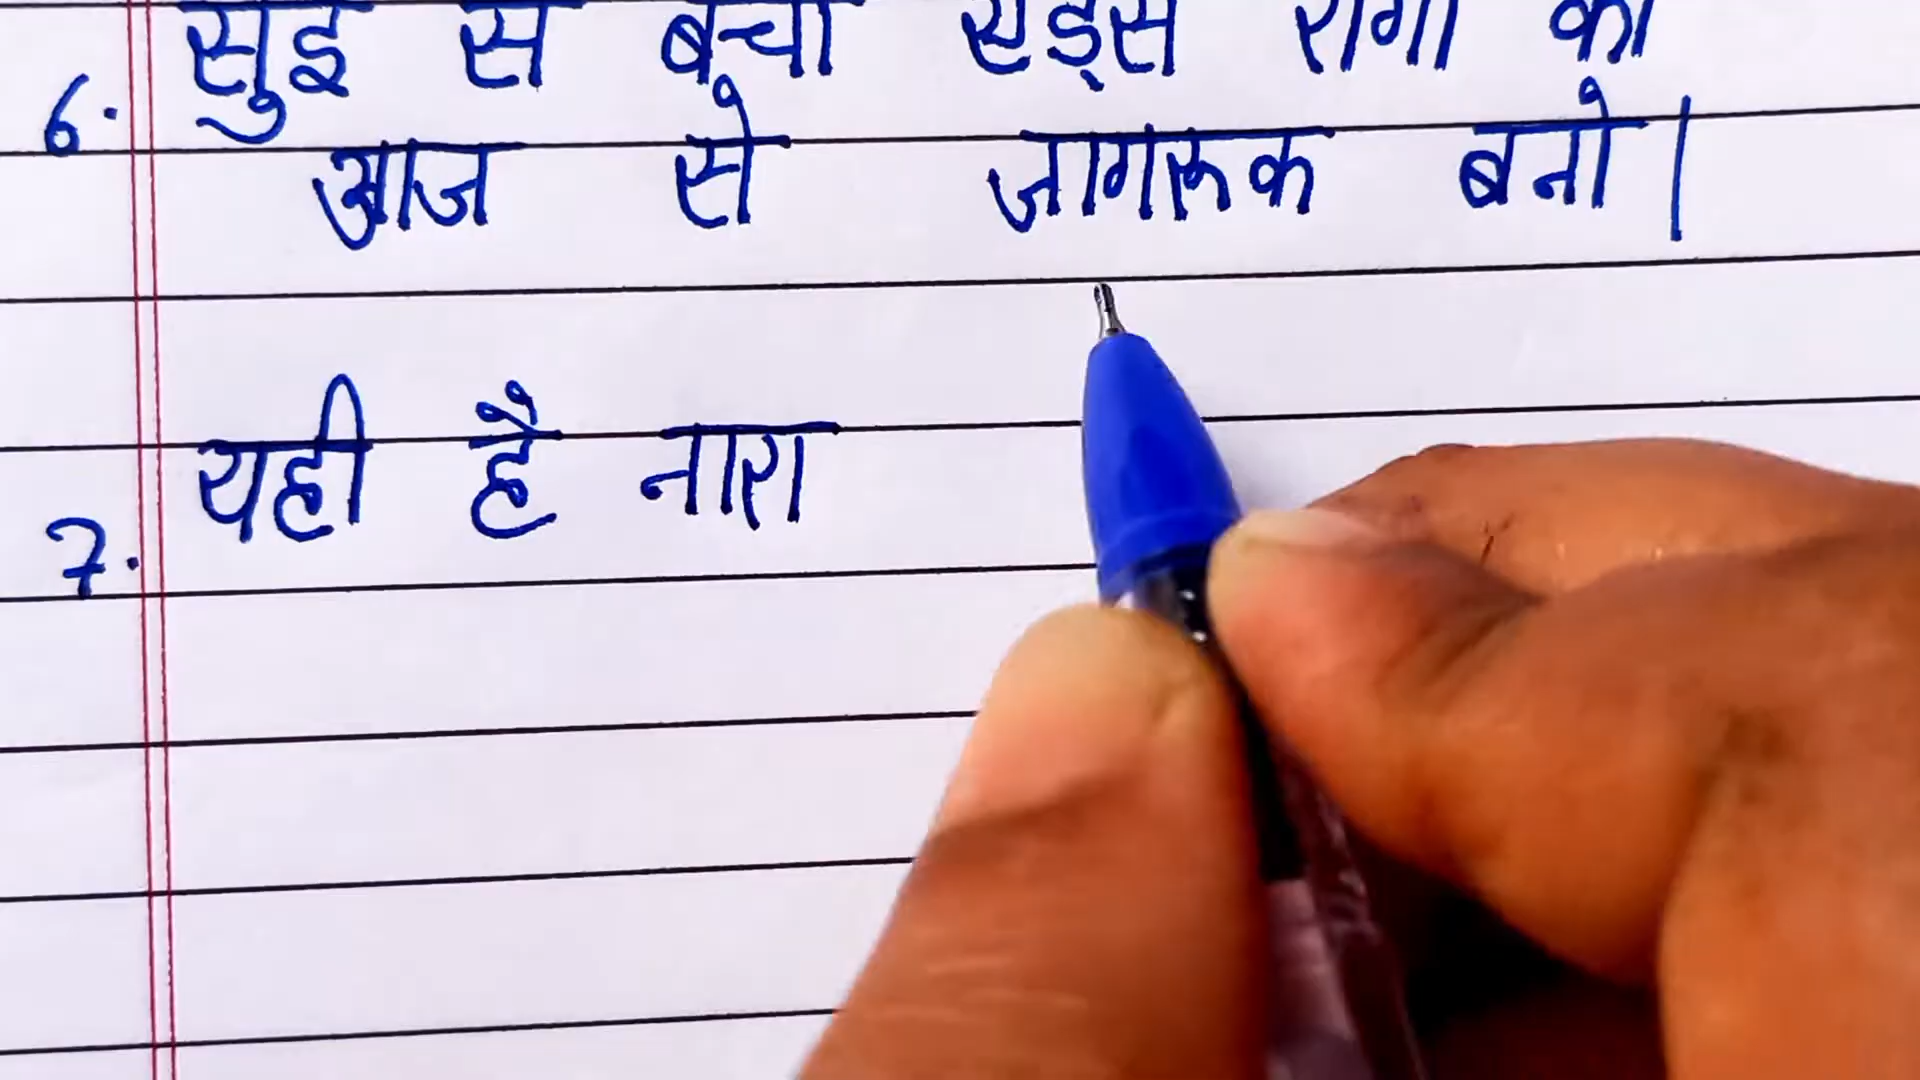 6. सुइ से बचो एड्स रोगी की
आज से जागरूक बनो।
7. यही है नारा